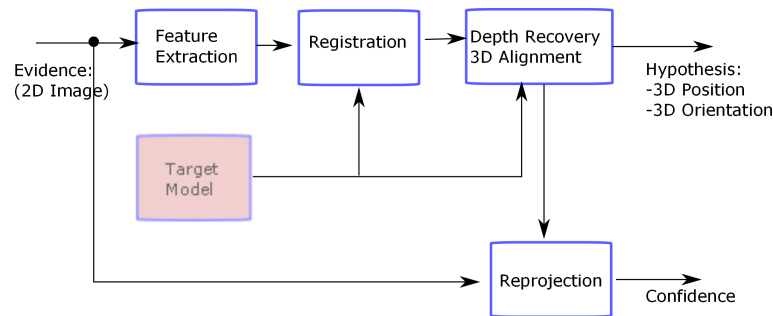 Feature
Extraction
Registration
Depth Recovery
3D Alignment
Evidence:
(2D Image)
Hypothesis:
-3D Position
-3D Orientation
Target
Model
Reprojection
Confidence